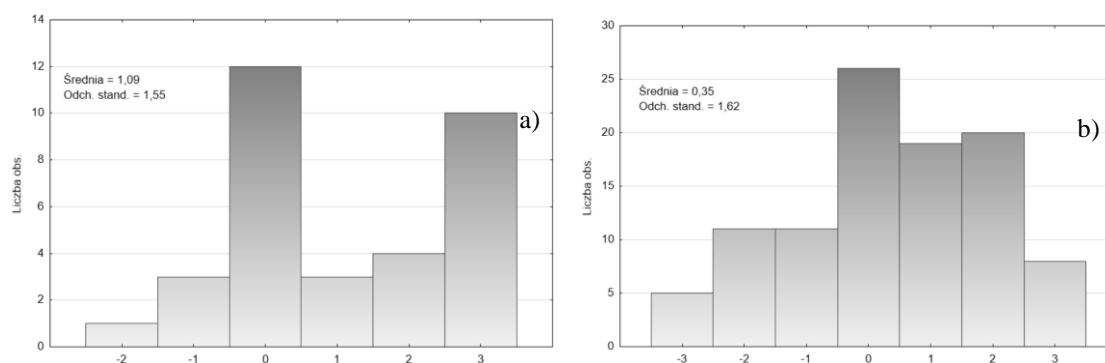 14
12
10
8
6
4
2
0
Liczba obs.
Średnia = 1,09
Odch. stand. = 1,55
a)
-2 -1 0 1 2 3
30
25
20
15
10
5
0
Liczba obs.
Średnia = 0,35
Odch. stand. = 1,62
b)
-3 -2 -1 0 1 2 3